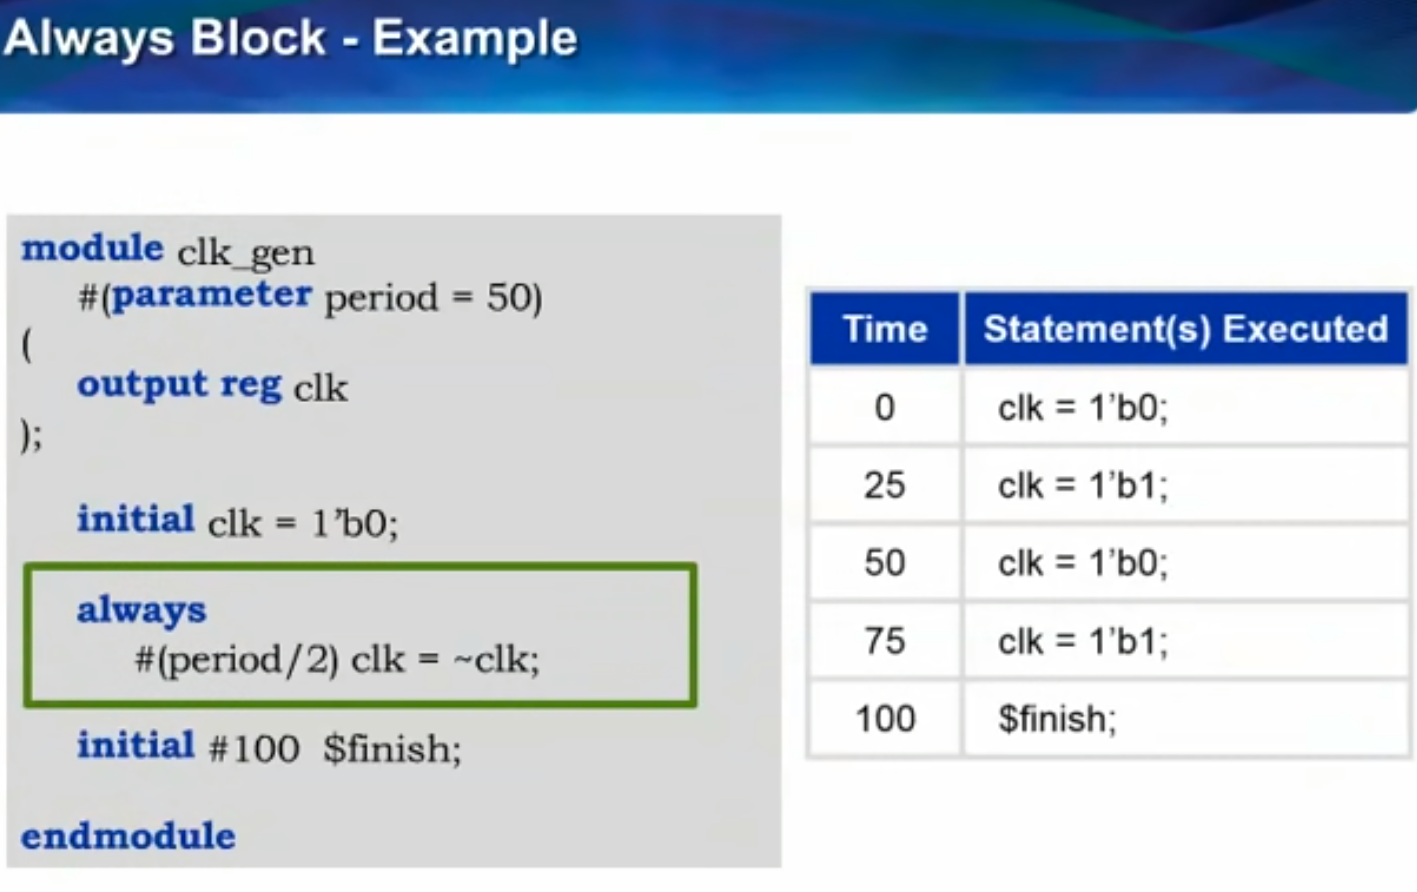 Always Block - Example
module clk_gen
#(parameter period = 50)
(
output reg clk
);
initial clk = 1’b0;
always
#(period/2) clk = ~clk;
initial #100 $finish;
endmodule
Time Statement(s) Executed
0 clk = 1’b0;
25 clk = 1’b1;
50 clk = 1’b0;
75 clk = 1’b1;
100 $finish;